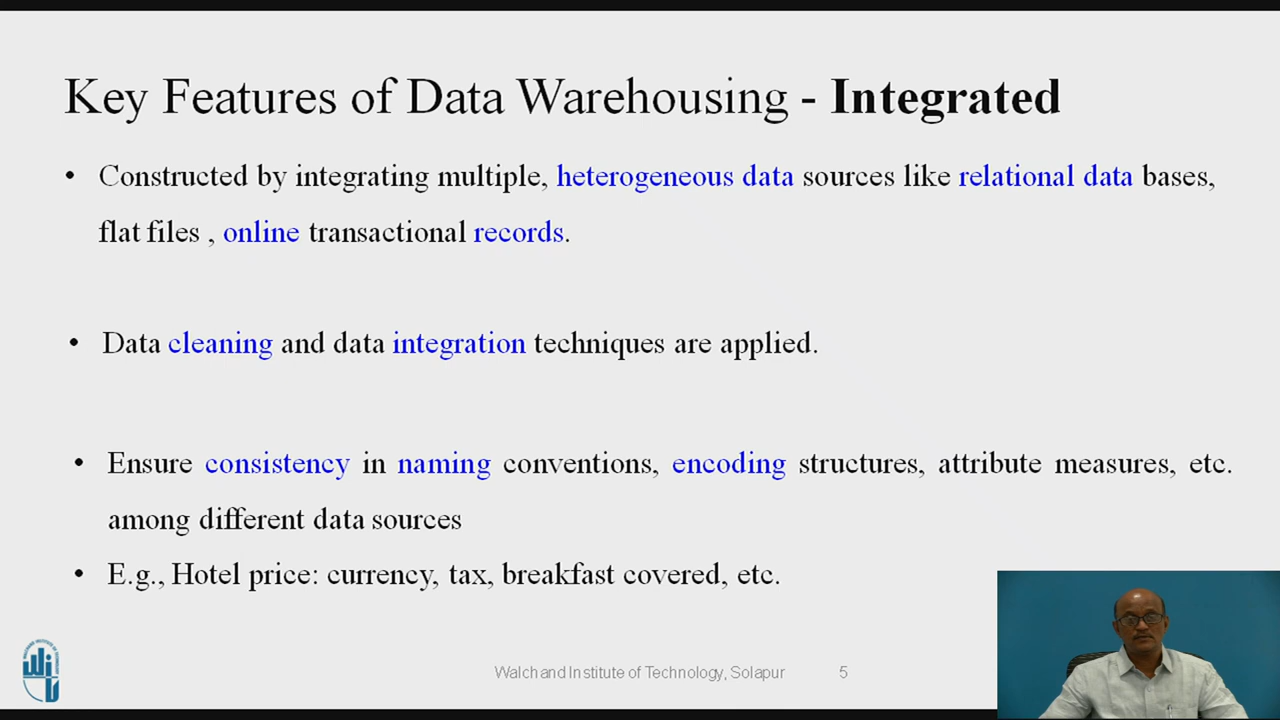 Key Features of Data Warehousing - Integrated
• Constructed by integrating multiple, heterogeneous data sources like relational data bases,
flat files , online transactional records.
• Data cleaning and data integration techniques are applied.
• Ensure consistency in naming conventions, encoding structures, attribute measures, etc.
among different data sources
• E.g., Hotel price: currency, tax, breakfast covered, etc.
Walchand Institute of Technology, Solapur 5